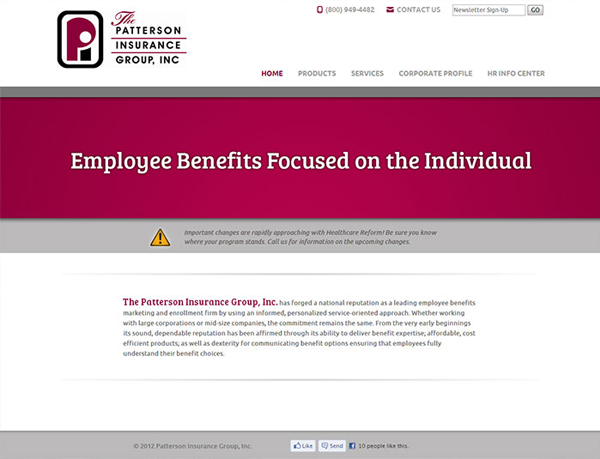 The
PATTERSON
INSURANCE
GROUP, INC
(800) 949-4482 CONTACT US Newsletter Sign-Up GO
HOME PRODUCTS SERVICES CORPORATE PROFILE HR INFO CENTER
Employee Benefits Focused on the Individual
Important changes are rapidly approaching with Healthcare Reform! Be sure you know
where your program stands. Call us for information on the upcoming changes.
The Patterson Insurance Group, Inc. has forged a national reputation as a leading employee benefits
marketing and enrollment firm by using an informed, personalized service-oriented approach. Whether working
with large corporations or mid-size companies, the commitment remains the same. From the very early beginnings
its sound, dependable reputation has been affirmed through its ability to deliver benefit expertise; affordable, cost
efficient products; as well as dexterity for communicating benefit options ensuring that employees fully
understand their benefit choices.
© 2012 Patterson Insurance Group, Inc. Like Send 10 people like this.